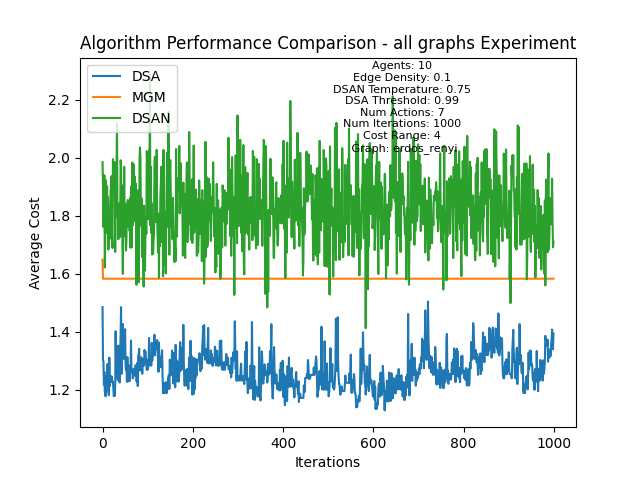 Algorithm Performance Comparison - all graphs Experiment
DSA
MGM
DSAN
Agents: 10
Edge Density: 0.1
DSAN Temperature: 0.75
DSA Threshold: 0.99
Num Actions: 7
Num Iterations: 1000
Cost Range: 4
Graph: erdos_renyi
Average Cost
2.2
2.0
1.8
1.6
1.4
1.2
0
200
400
600
800
1000
Iterations